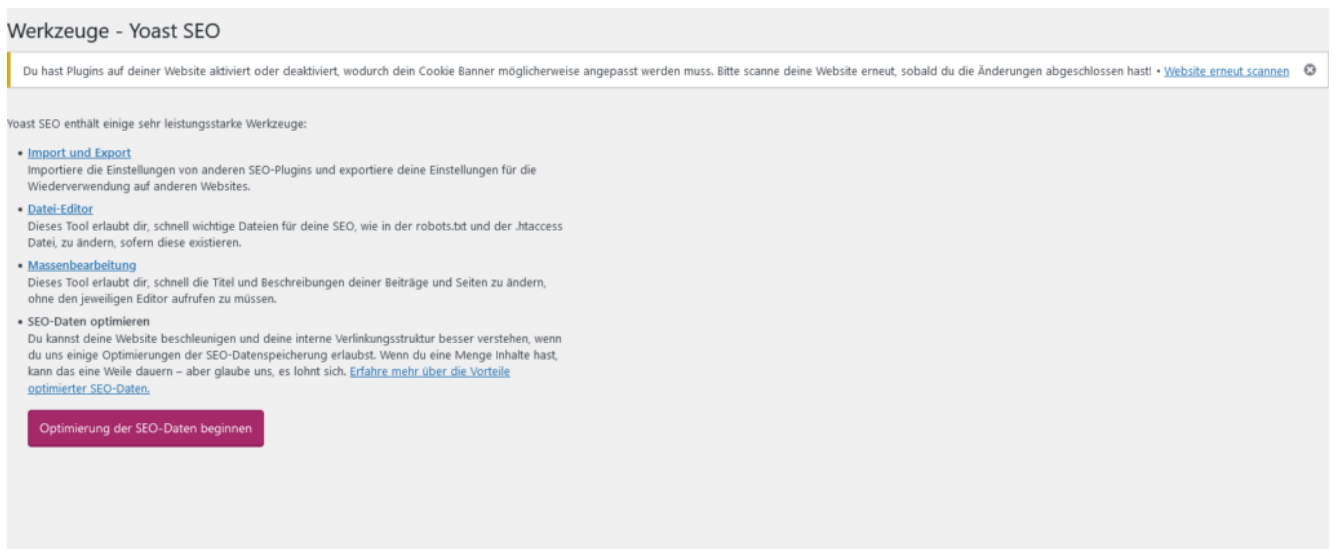 Werkzeuge - Yoast SEO
Du hast Plugins auf deiner Website aktiviert oder deaktiviert, wodurch dein Cookie Banner möglicherweise angepasst werden muss. Bitte scanne deine Website erneut, sobald du die Änderungen abgeschlossen hast! • Website erneut scannen
Yoast SEO enthält einige sehr leistungsstarke Werkzeuge:
• Import und Export
Importiere die Einstellungen von anderen SEO-Plugins und exportiere deine Einstellungen für die
Wiederverwendung auf anderen Websites.
• Datei-Editor
Dieses Tool erlaubt dir, schnell wichtige Dateien für deine SEO, wie in der robots.txt und der .htaccess
Datei, zu ändern, sofern diese existieren.
• Massenbearbeitung
Dieses Tool erlaubt dir, schnell die Titel und Beschreibungen deiner Beiträge und Seiten zu ändern,
ohne den jeweiligen Editor aufrufen zu müssen.
• SEO-Daten optimieren
Du kannst deine Website beschleunigen und deine interne Verlinkungsstruktur besser verstehen, wenn
du uns einige Optimierungen der SEO-Datenspeicherung erlaubst. Wenn du eine Menge Inhalte hast,
kann das eine Weile dauern – aber glaube uns, es lohnt sich. Erfahre mehr über die Vorteile
optimierter SEO-Daten.
Optimierung der SEO-Daten beginnen